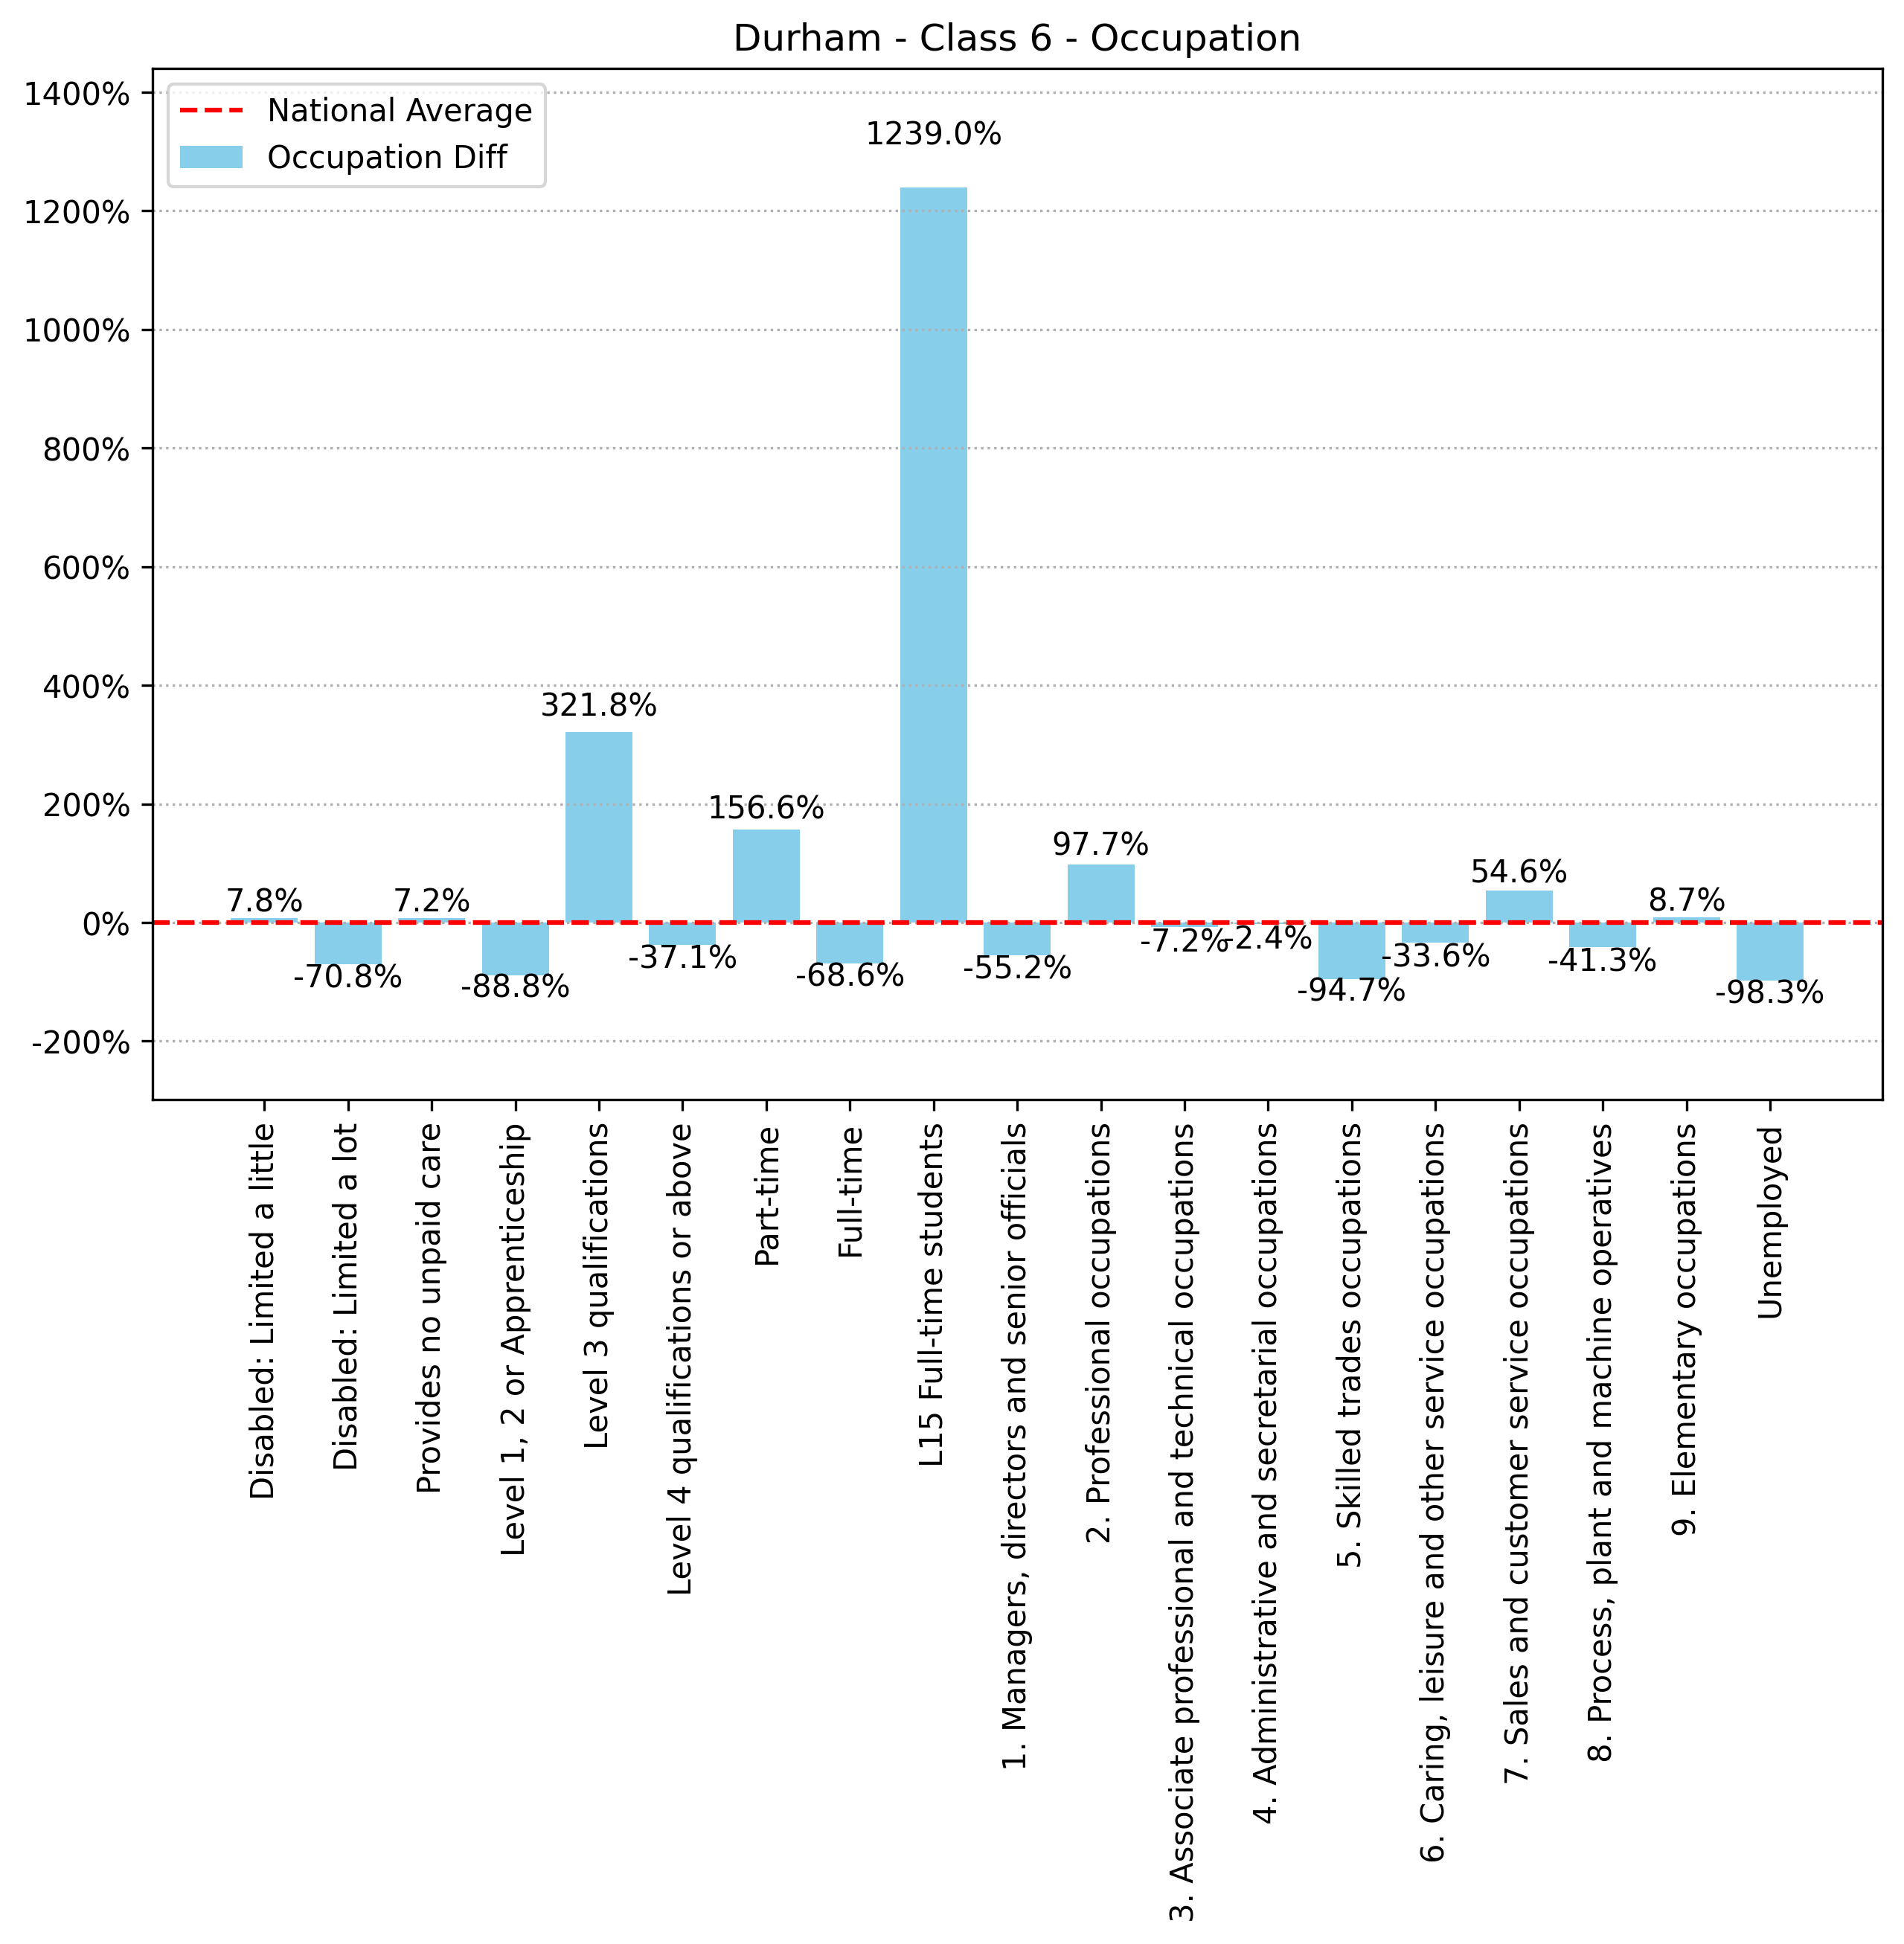 Durham - Class 6 - Occupation
National Average
Occupation Diff
1400%
1200%
1000%
800%
600%
400%
200%
0%
-200%
7.8%
-70.8%
7.2%
-88.8%
321.8%
-37.1%
156.6%
-68.6%
1239.0%
-55.2%
97.7%
-7.2%
-2.4%
-94.7%
-33.6%
54.6%
-41.3%
8.7%
-98.3%
Disabled: Limited a little
Disabled: Limited a lot
Provides no unpaid care
Level 1, 2 or Apprenticeship
Level 3 qualifications
Level 4 qualifications or above
Part-time
Full-time
L15 Full-time students
1. Managers, directors and senior officials
2. Professional occupations
3. Associate professional and technical occupations
4. Administrative and secretarial occupations
5. Skilled trades occupations
6. Caring, leisure and other service occupations
7. Sales and customer service occupations
8. Process, plant and machine operatives
9. Elementary occupations
Unemployed